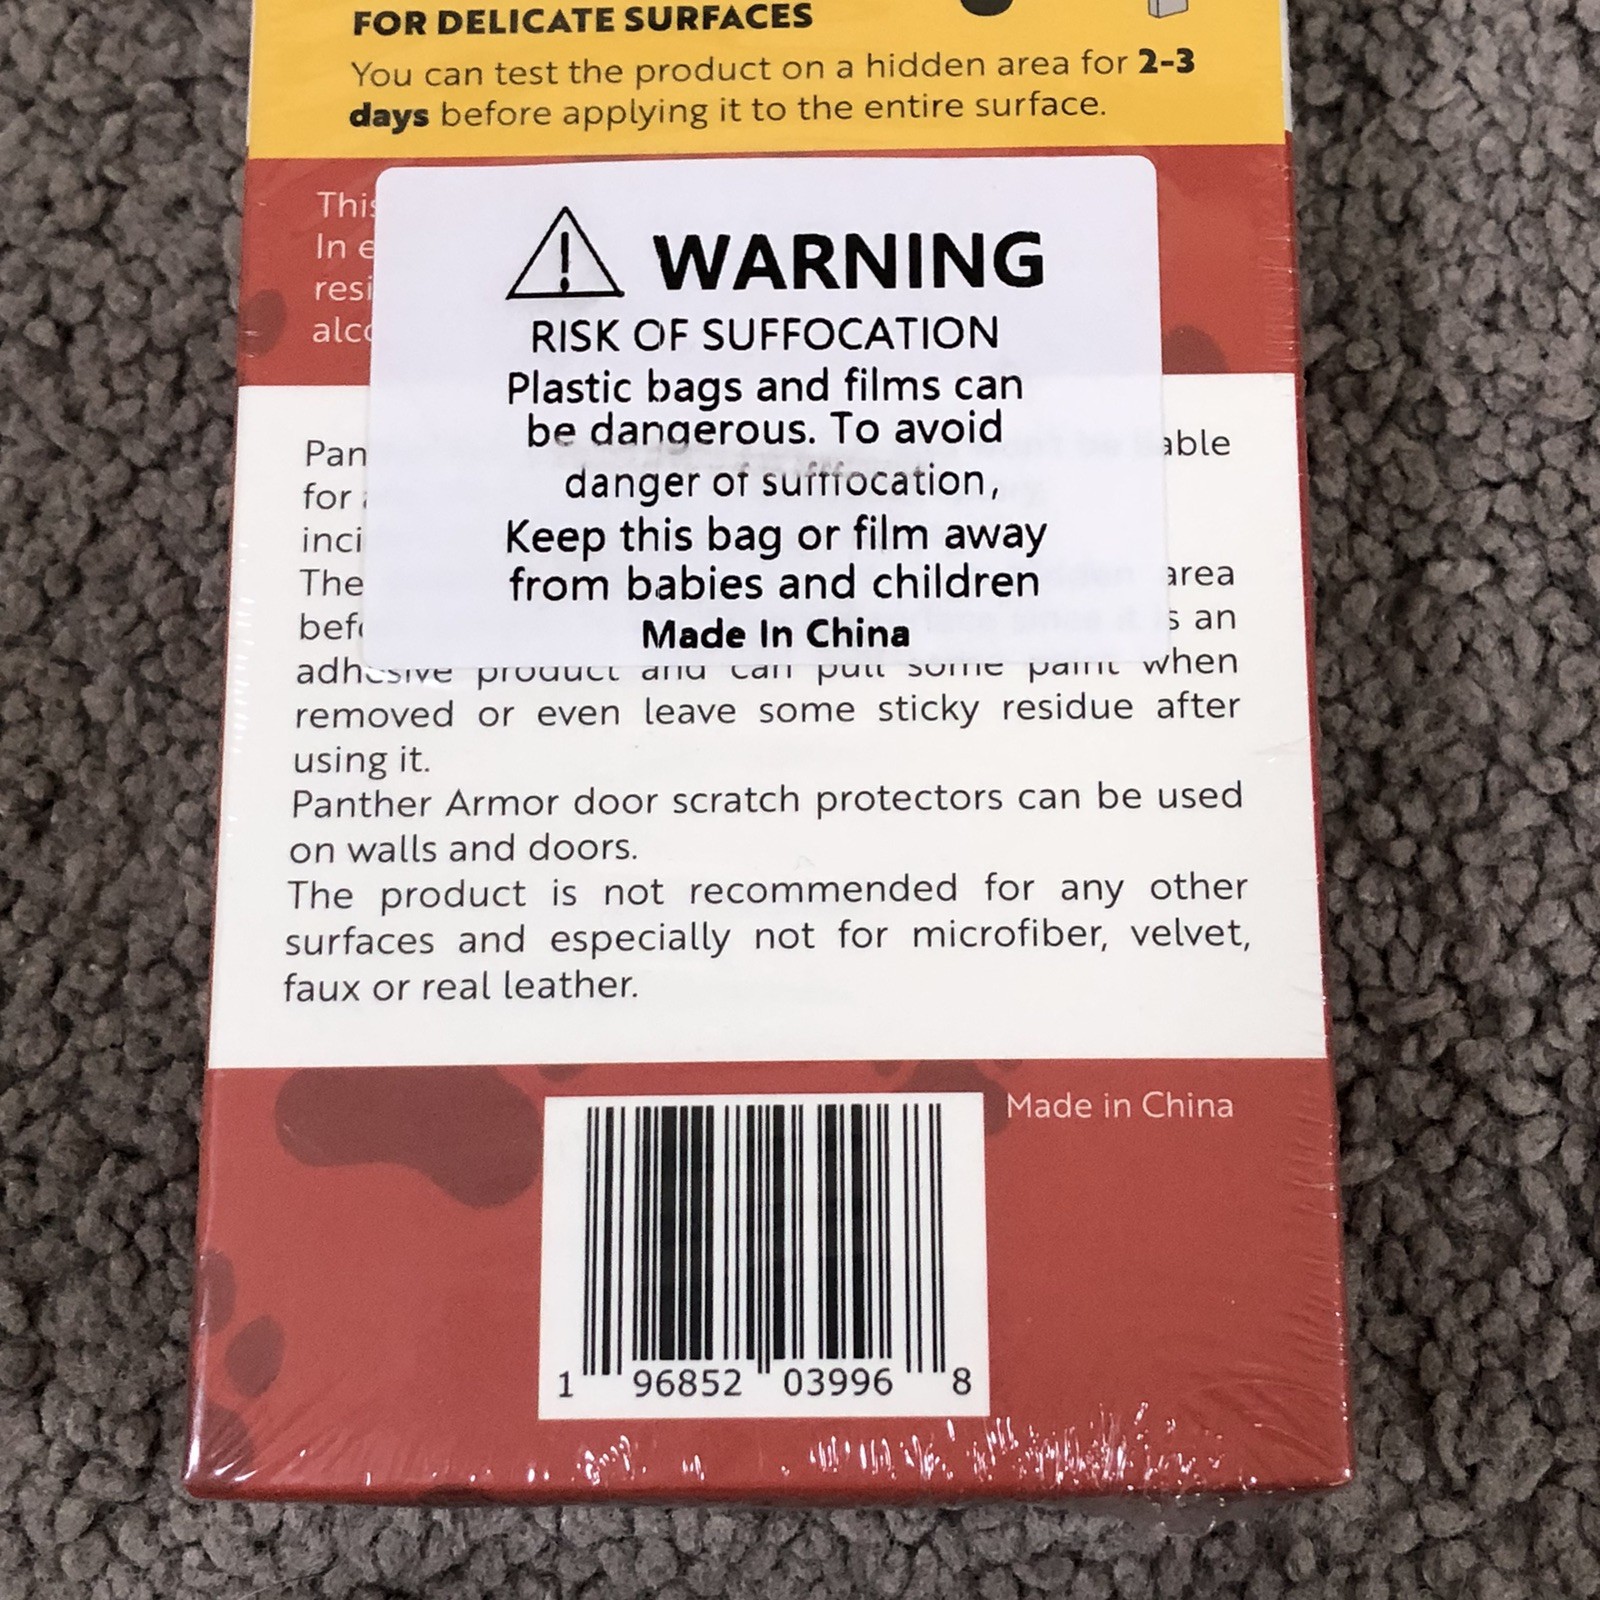 FOR DELICATE SURFACES
You can test the product on a hidden area for 2-3
days before applying it to the entire surface.
This
In e
resi
alco
WARNING
RISK OF SUFFOCATION
Plastic bags and films can
be dangerous. To avoid
danger of sufffocation,
Keep this bag or film away
from babies and children
Made In China
Pan able
for
inci
The area
befo s an
adhesive product and can pull some paint when
removed or even leave some sticky residue after
using it.
Panther Armor door scratch protectors can be used
on walls and doors.
The product is not recommended for any other
surfaces and especially not for microfiber, velvet,
faux or real leather.
Made in China
1 96852 03996 8